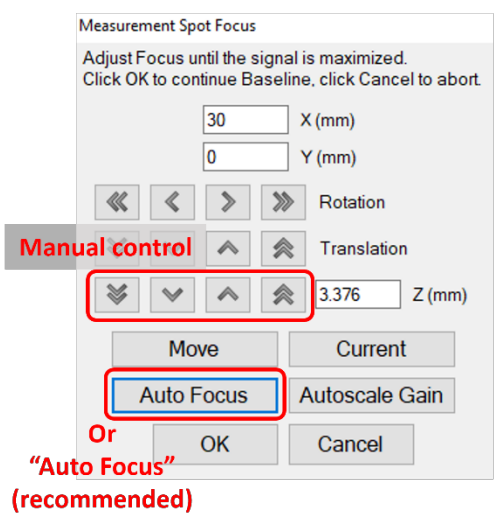 Measurement Spot Focus
Adjust Focus until the signal is maximized.
Click OK to continue Baseline, click Cancel to abort.
30 X (mm)
0 Y (mm)
Rotation
Manual control
Translation
3.376 Z (mm)
Move Current
Auto Focus Autoscale Gain
Or
OK Cancel
“Auto Focus”
(recommended)